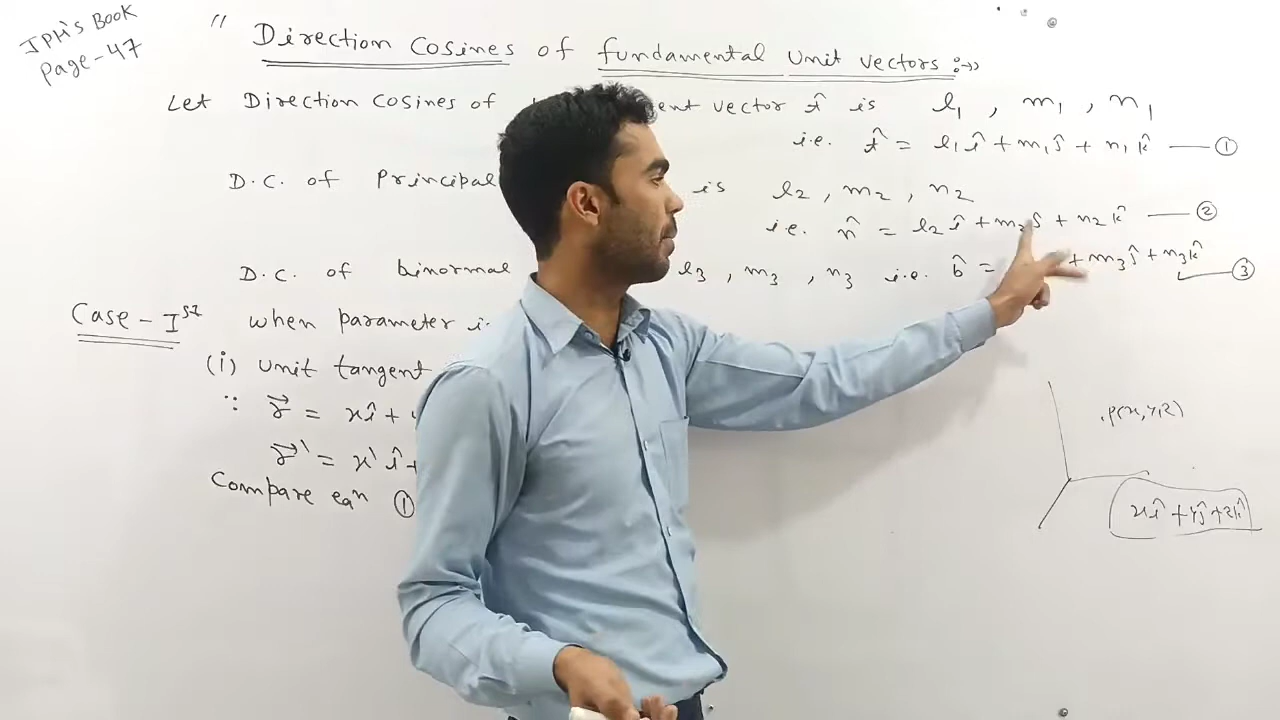 JPH's Book
Page-47
" Direction Cosines of fundamental Unit vectors :→
Let Direction Cosines of vector t̂ is l₁ , m₁ , n₁
i.e. t̂ = l₁î + m₁ĵ + n₁k̂ — ①
D.C. of Principal is l₂ , m₂ , n₂
i.e. n̂ = l₂î + m₂ĵ + n₂k̂ — ②
D.C. of binormal l₃ , m₃ , n₃ i.e. b̂ = + m₃ĵ + n₃k̂ — ③
Case - Iˢᵗ when parameter
(i) unit tangent
∵ r⃗ = xî +
r⃗' = x'î +
Compare eqⁿ ①
.P(x,y,z)
xî + yĵ + zk̂